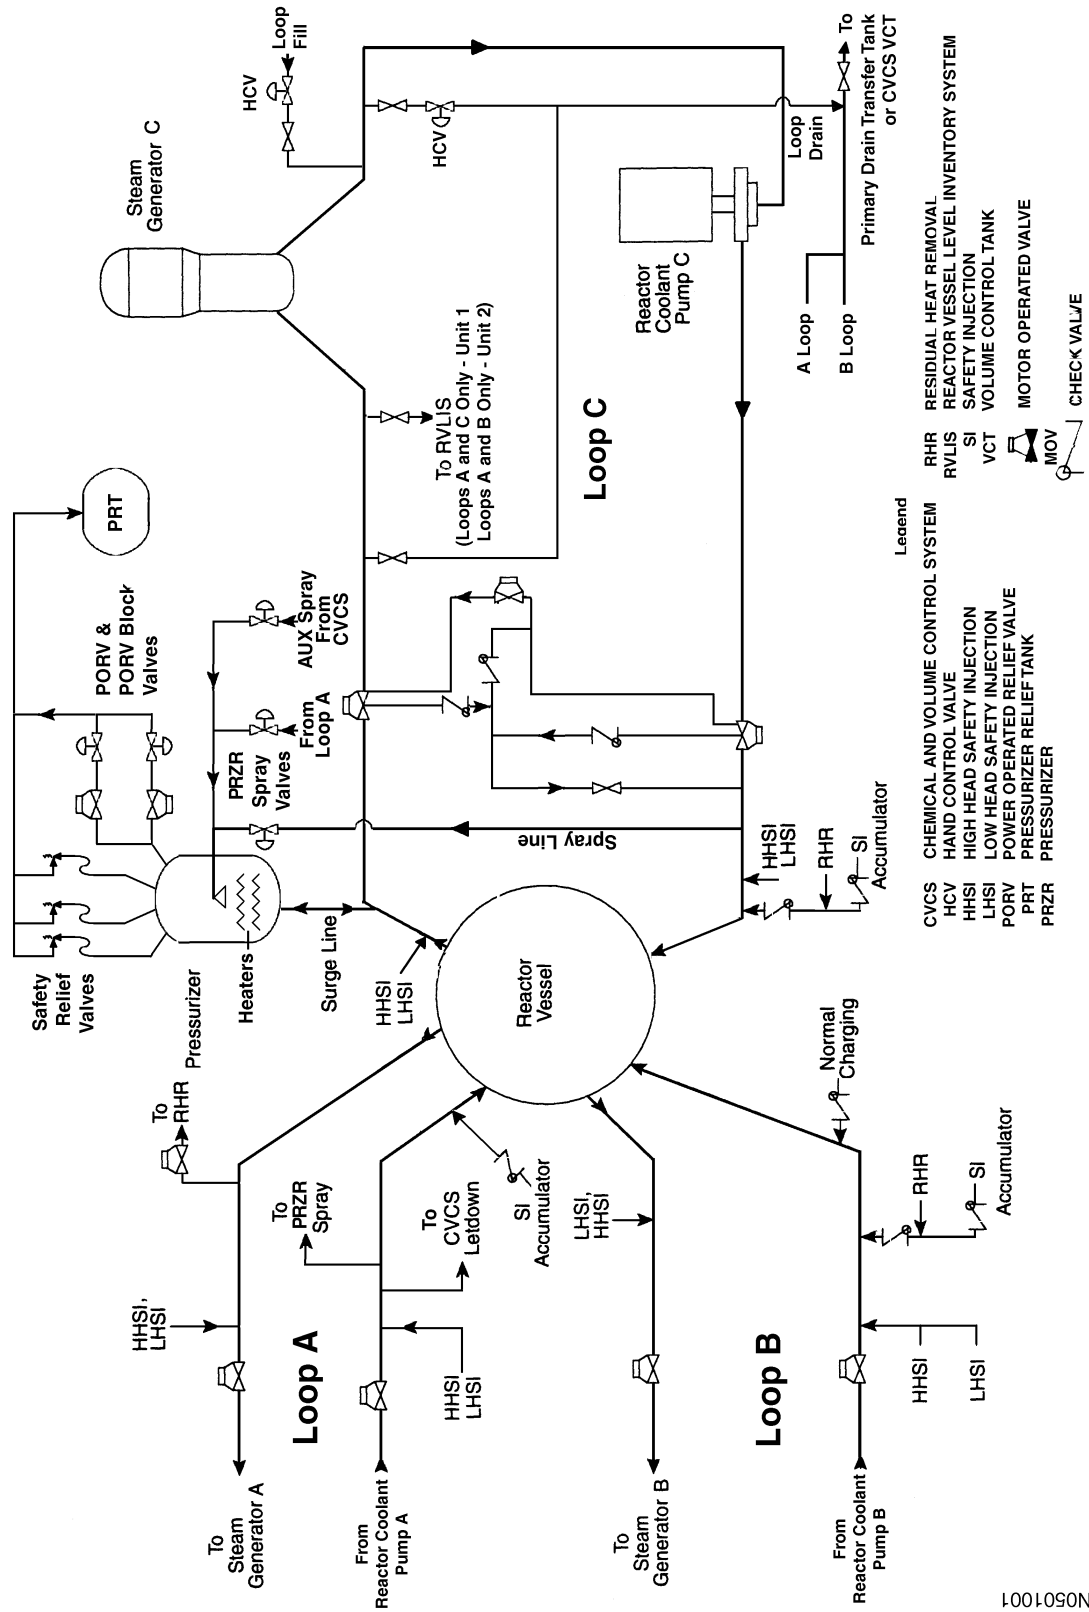 Loop
Fill
HCV
Steam
Generator C
HCV
To
Primary Drain Transfer Tank
or CVCS VCT
Loop
Drain
Reactor
Coolant
Pump C
A Loop
B Loop
To RVLIS
(Loops A and C Only - Unit 1
Loops A and B Only - Unit 2)
Loop C
PRT
PORV &
PORV Block
Valves
AUX Spray
From
CVCS
From
Loop A
PRZR
Spray
Valves
Spray Line
Safety
Relief
Valves
Pressurizer
Heaters
Surge Line
HHSI
LHSI
Reactor
Vessel
HHSI
LHSI
RHR
SI
Accumulator
To
RHR
To
PRZR
Spray
To
CVCS
Letdown
SI
Accumulator
HHSI,
LHSI
Loop A
HHSI
LHSI
To
Steam
Generator A
From
Reactor Coolant
Pump A
LHSI,
HHSI
To
Steam
Generator B
Loop B
Normal
Charging
RHR
SI
Accumulator
HHSI
LHSI
From
Reactor Coolant
Pump B
Legend
CVCS CHEMICAL AND VOLUME CONTROL SYSTEM
HCV HAND CONTROL VALVE
HHSI HIGH HEAD SAFETY INJECTION
LHSI LOW HEAD SAFETY INJECTION
PORV POWER OPERATED RELIEF VALVE
PRT PRESSURIZER RELIEF TANK
PRZR PRESSURIZER
RHR RESIDUAL HEAT REMOVAL
RVLIS REACTOR VESSEL LEVEL INVENTORY SYSTEM
SI SAFETY INJECTION
VCT VOLUME CONTROL TANK
MOV MOTOR OPERATED VALVE
CHECK VALVE
N0501001